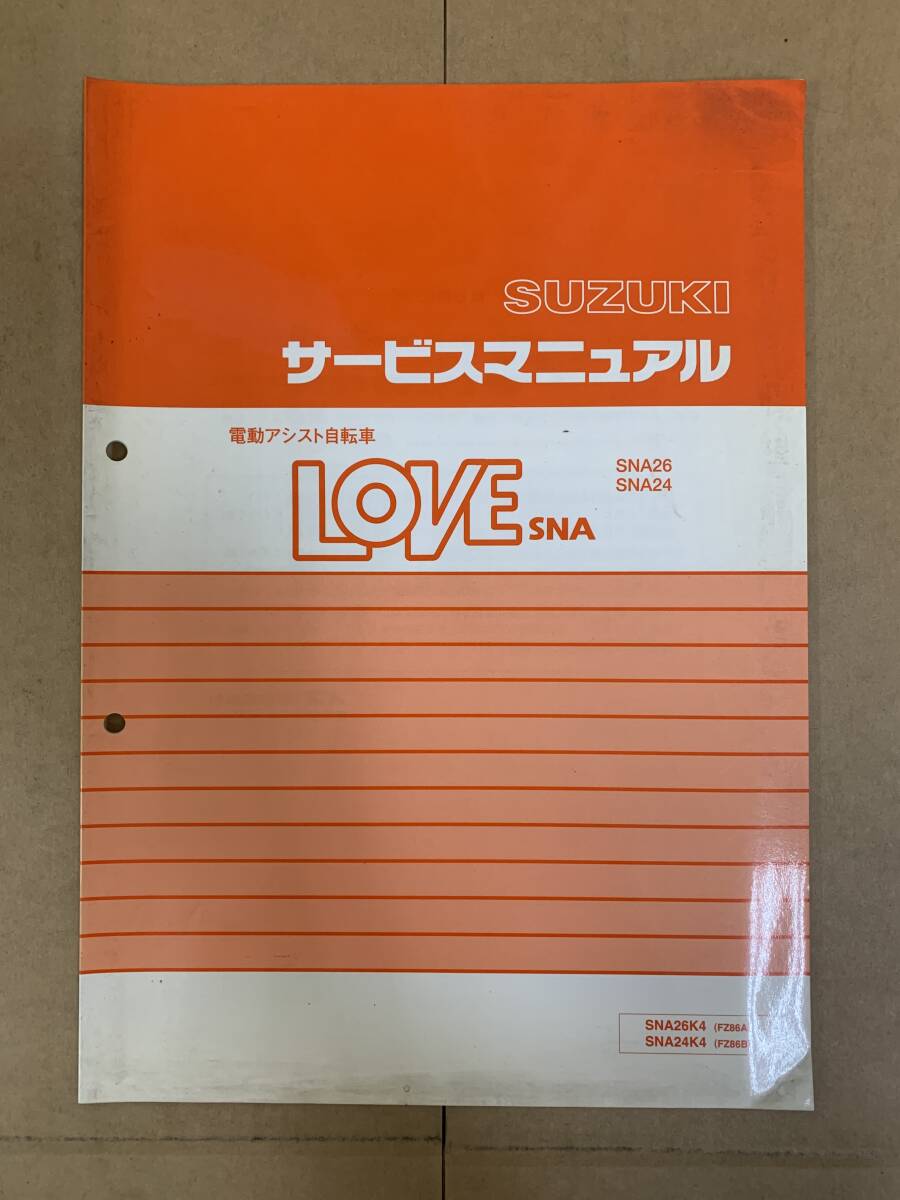 SUZUKI
サービスマニュアル
電動アシスト自転車
LOVE SNA
SNA26
SNA24
SNA26K4 (FZ86A
SNA24K4 (FZ86B